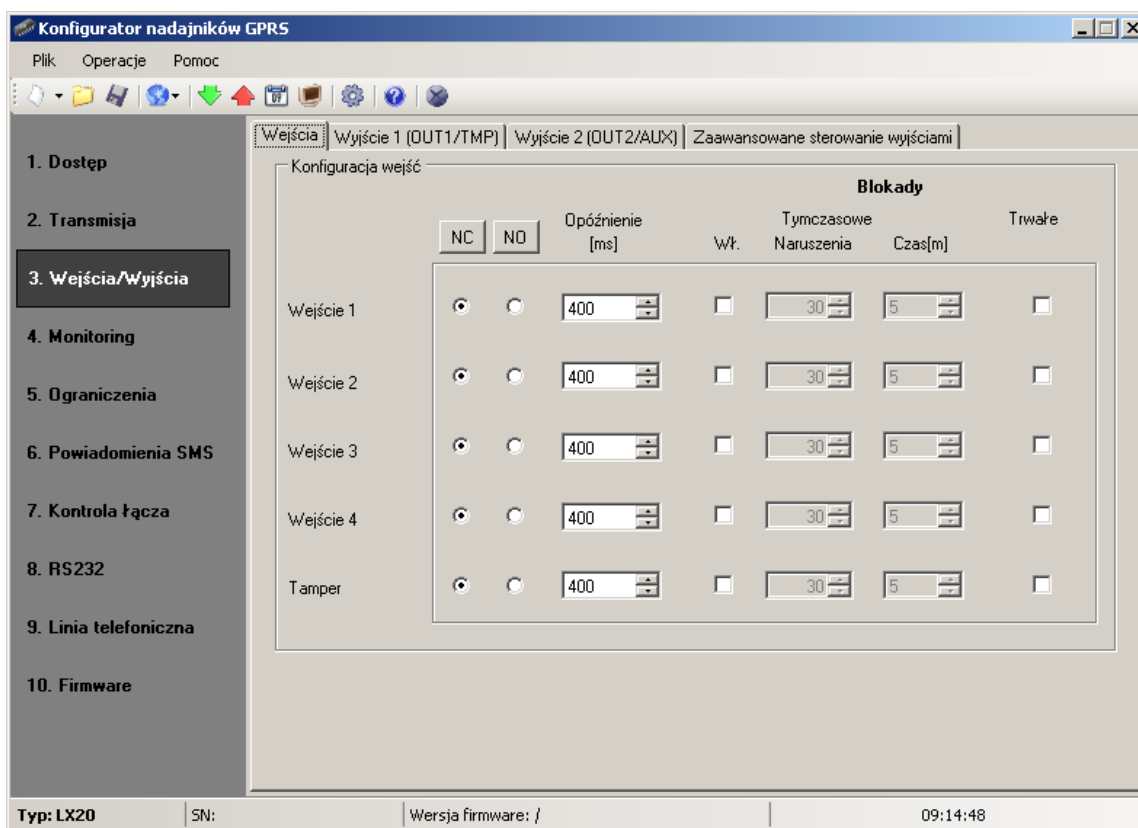 Konfigurator nadajników GPRS
Plik Operacje Pomoc
Wejścia Wyjście 1 (OUT1/TMP) Wyjście 2 (OUT2/AUX) Zaawansowane sterowanie wyjściami
1. Dostęp
2. Transmisja
3. Wejścia/Wyjścia
4. Monitoring
5. Ograniczenia
6. Powiadomienia SMS
7. Kontrola łącza
8. RS232
9. Linia telefoniczna
10. Firmware
Konfiguracja wejść
Blokady
Opóźnienie Tymczasowe Trwałe
NC NO [ms] Wł. Naruszenia Czas[m]
Wejście 1 400 30 5
Wejście 2 400 30 5
Wejście 3 400 30 5
Wejście 4 400 30 5
Tamper 400 30 5
Typ: LX20 SN: Wersja firmware: / 09:14:48